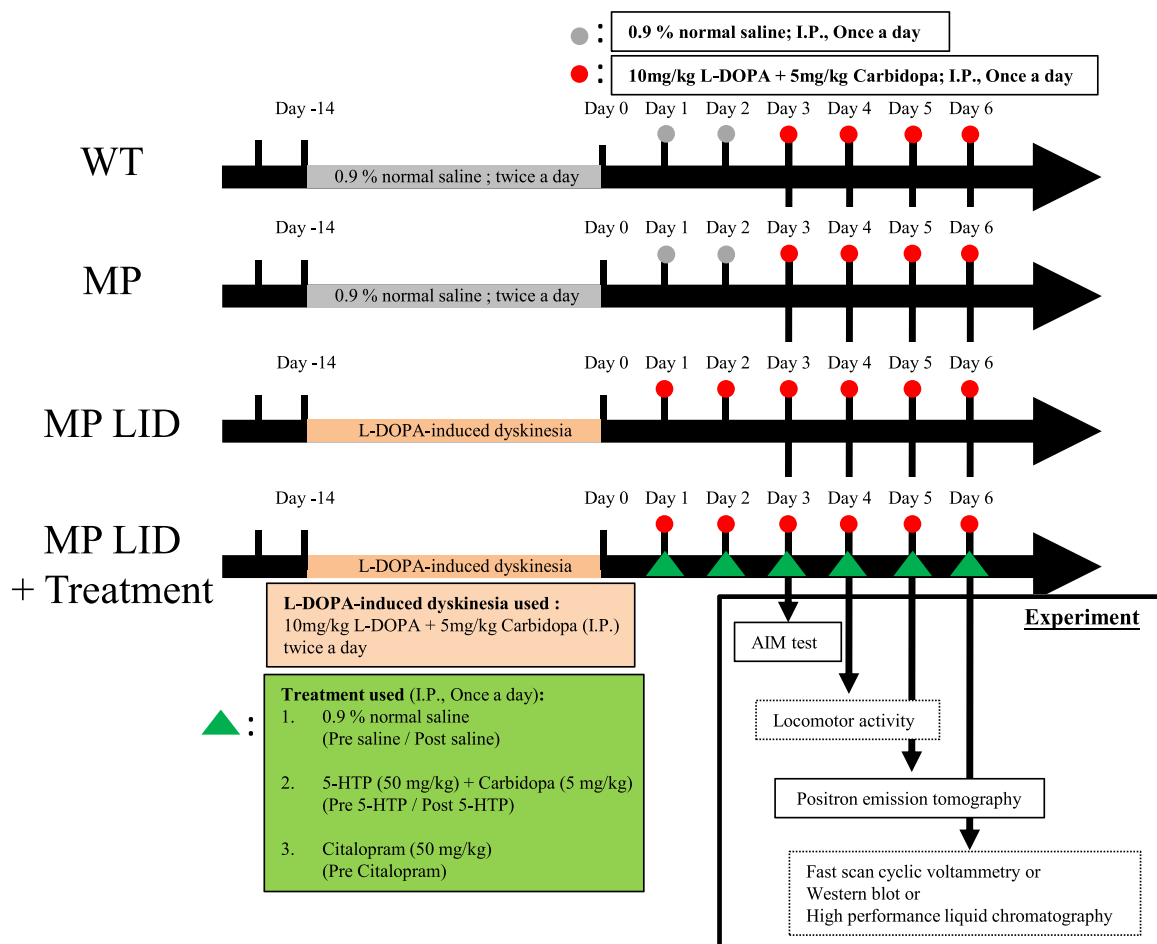 : 0.9 % normal saline; I.P., Once a day
: 10mg/kg L-DOPA + 5mg/kg Carbidopa; I.P., Once a day
Day -14 Day 0 Day 1 Day 2 Day 3 Day 4 Day 5 Day 6
WT
0.9 % normal saline ; twice a day
Day -14 Day 0 Day 1 Day 2 Day 3 Day 4 Day 5 Day 6
MP
0.9 % normal saline ; twice a day
Day 0 Day 1 Day 2 Day 3 Day 4 Day 5 Day 6
MP LID
L-DOPA-induced dyskinesia
Day -14 Day 0 Day 1 Day 2 Day 3 Day 4 Day 5 Day 6
MP LID
+ Treatment
L-DOPA-induced dyskinesia
L-DOPA-induced dyskinesia used :
10mg/kg L-DOPA + 5mg/kg Carbidopa (I.P.)
twice a day
:
Treatment used (I.P., Once a day):
1. 0.9 % normal saline
(Pre saline / Post saline)
2. 5-HTP (50 mg/kg) + Carbidopa (5 mg/kg)
(Pre 5-HTP / Post 5-HTP)
3. Citalopram (50 mg/kg)
(Pre Citalopram)
Experiment
AIM test
Locomotor activity
Positron emission tomography
Fast scan cyclic voltammetry or
Western blot or
High performance liquid chromatography